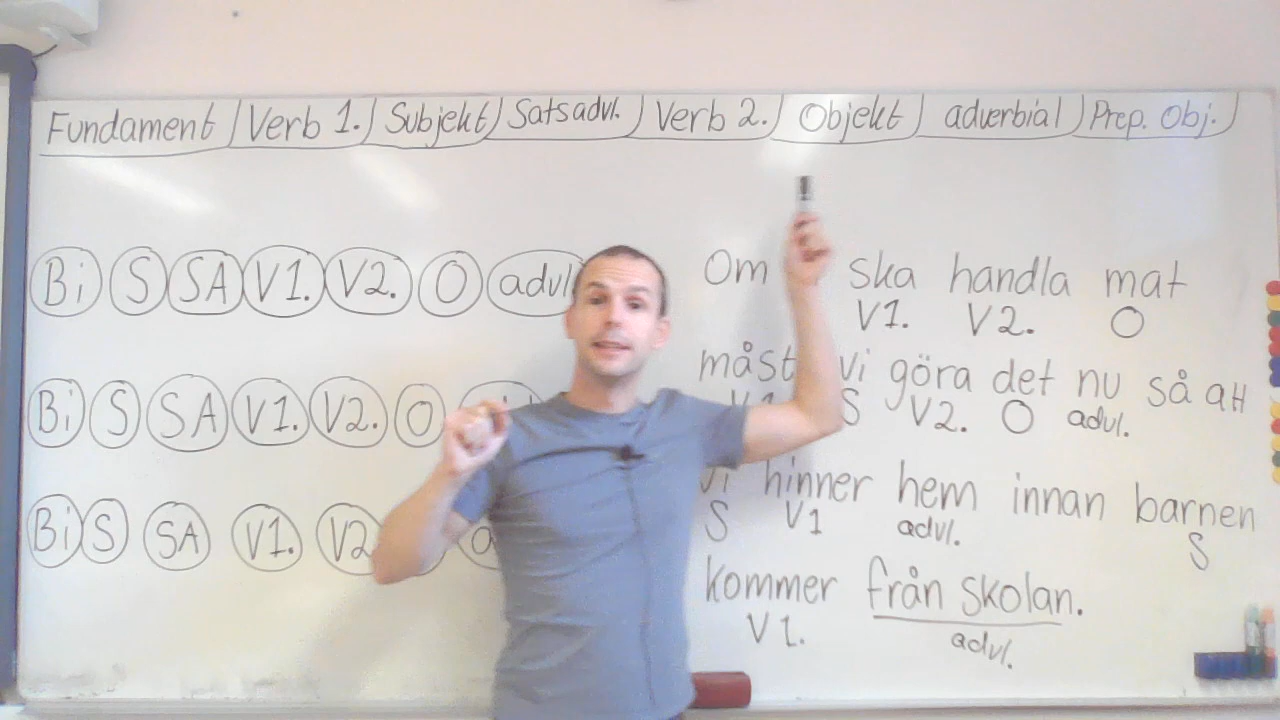 Fundament Verb 1. Subjekt Satsadvl. Verb 2. Objekt adverbial Prep. Obj.
Bi S SA V1. V2. O advl.
Om ska handla mat
V1. V2. O
vi göra det nu så att
Bi S SA V1. V2. O
S V2. O advl.
vi hinner hem innan barnen
S V1 advl. S
Bi S SA V1. V2
kommer från skolan.
V1. advl.